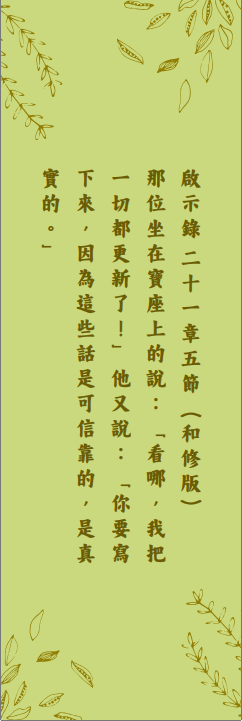 啟示錄 二十一章五節（和修版）
那位坐在寶座上的說：「看哪，我把
一切都更新了！」他又說：「你要寫
下來，因為這些話是可信靠的，是真
實的。」